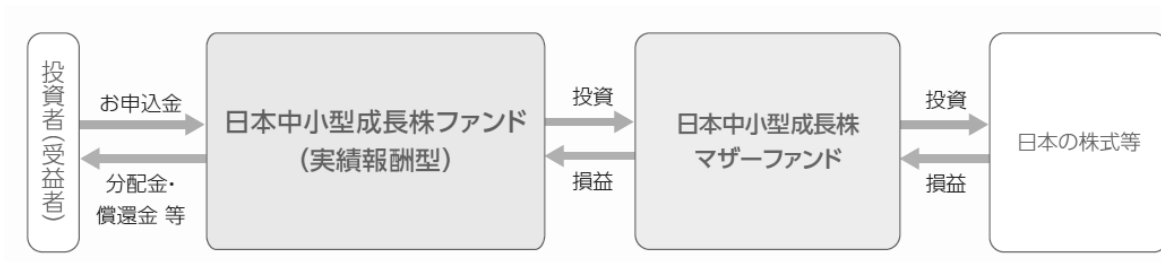 投資者(受益者)
お申込金
分配金・
償還金 等
日本中小型成長株ファンド
(実績報酬型)
投資
損益
日本中小型成長株
マザーファンド
投資
損益
日本の株式等